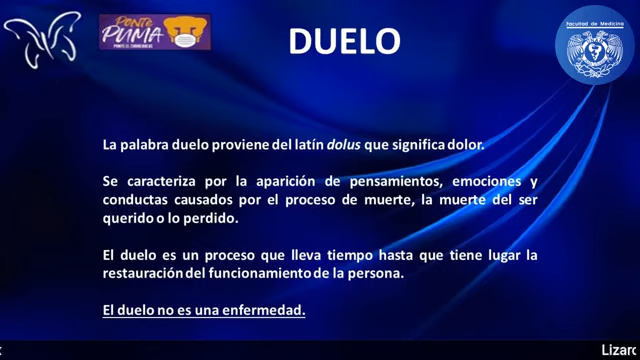 PONTE
PUMA
PONTE EL CUBREBOCAS
DUELO
Facultad de Medicina
La palabra duelo proviene del latín dolus que significa dolor.
Se caracteriza por la aparición de pensamientos, emociones y
conductas causados por el proceso de muerte, la muerte del ser
querido o lo perdido.
El duelo es un proceso que lleva tiempo hasta que tiene lugar la
restauración del funcionamiento de la persona.
El duelo no es una enfermedad.